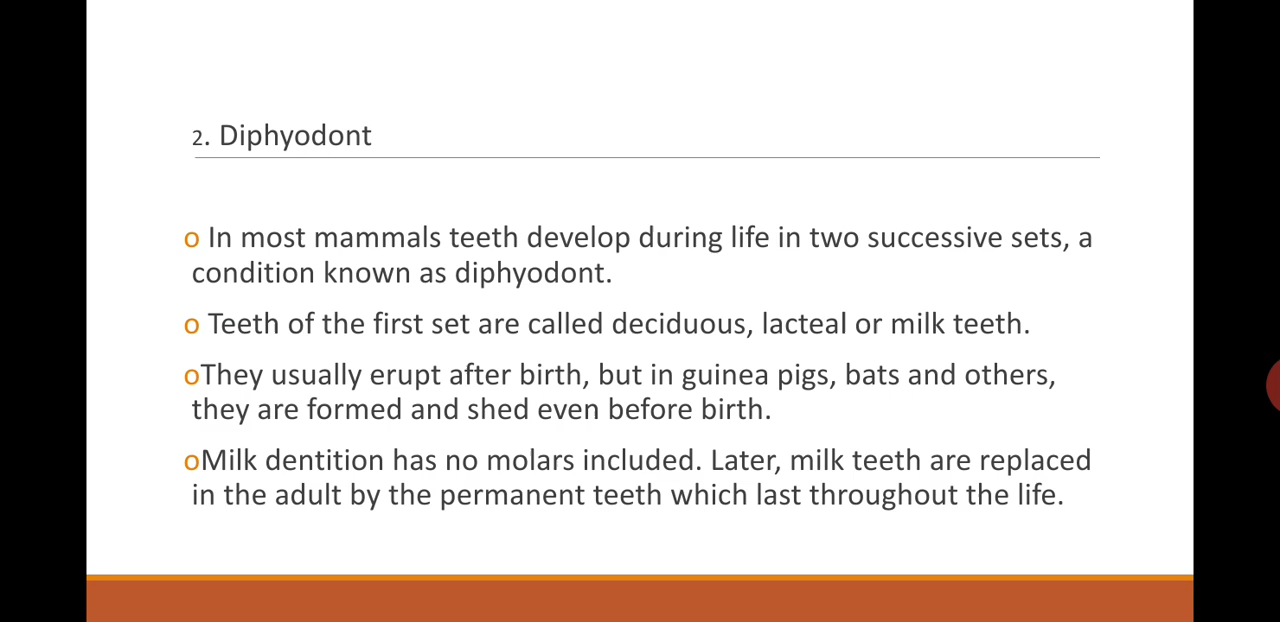 2. Diphyodont
o In most mammals teeth develop during life in two successive sets, a
condition known as diphyodont.
o Teeth of the first set are called deciduous, lacteal or milk teeth.
oThey usually erupt after birth, but in guinea pigs, bats and others,
they are formed and shed even before birth.
oMilk dentition has no molars included. Later, milk teeth are replaced
in the adult by the permanent teeth which last throughout the life.